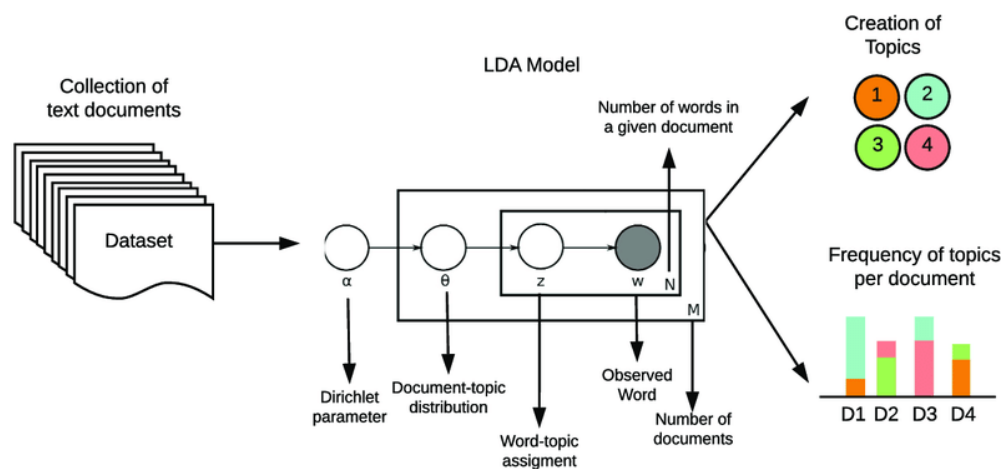 Collection of
text documents
Dataset
LDA Model
Number of words in
a given document
α
θ
z
w
N
M
Dirichlet
parameter
Document-topic
distribution
Word-topic
assigment
Observed
Word
Number of
documents
Creation of
Topics
1
2
3
4
Frequency of topics
per document
D1 D2 D3 D4